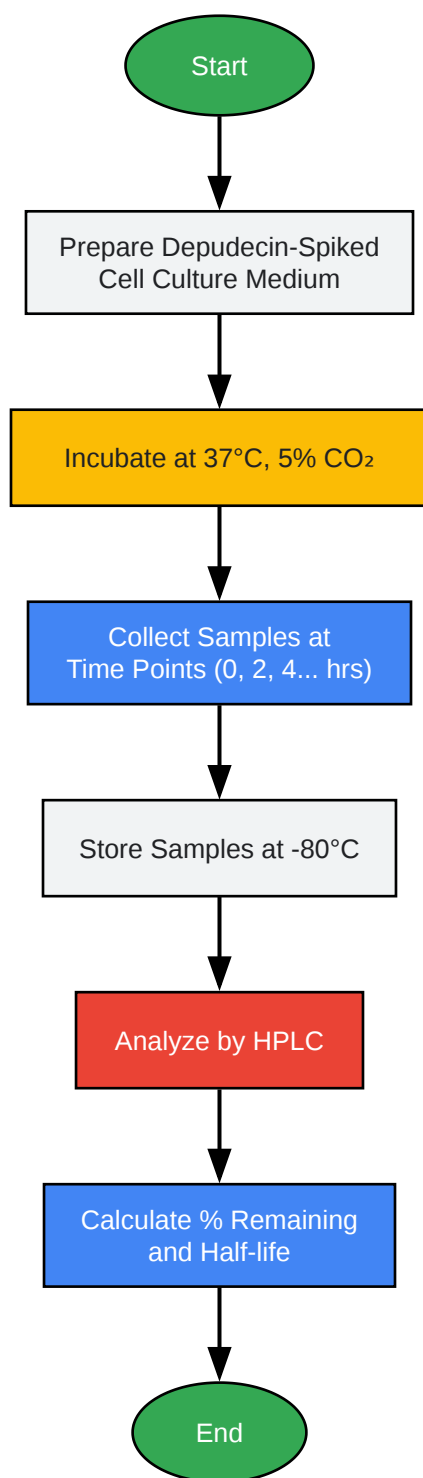 Start
Prepare Depudecin-Spiked
Cell Culture Medium
Incubate at 37°C, 5% CO₂
Collect Samples at
Time Points (0, 2, 4... hrs)
Store Samples at -80°C
Analyze by HPLC
Calculate % Remaining
and Half-life
End